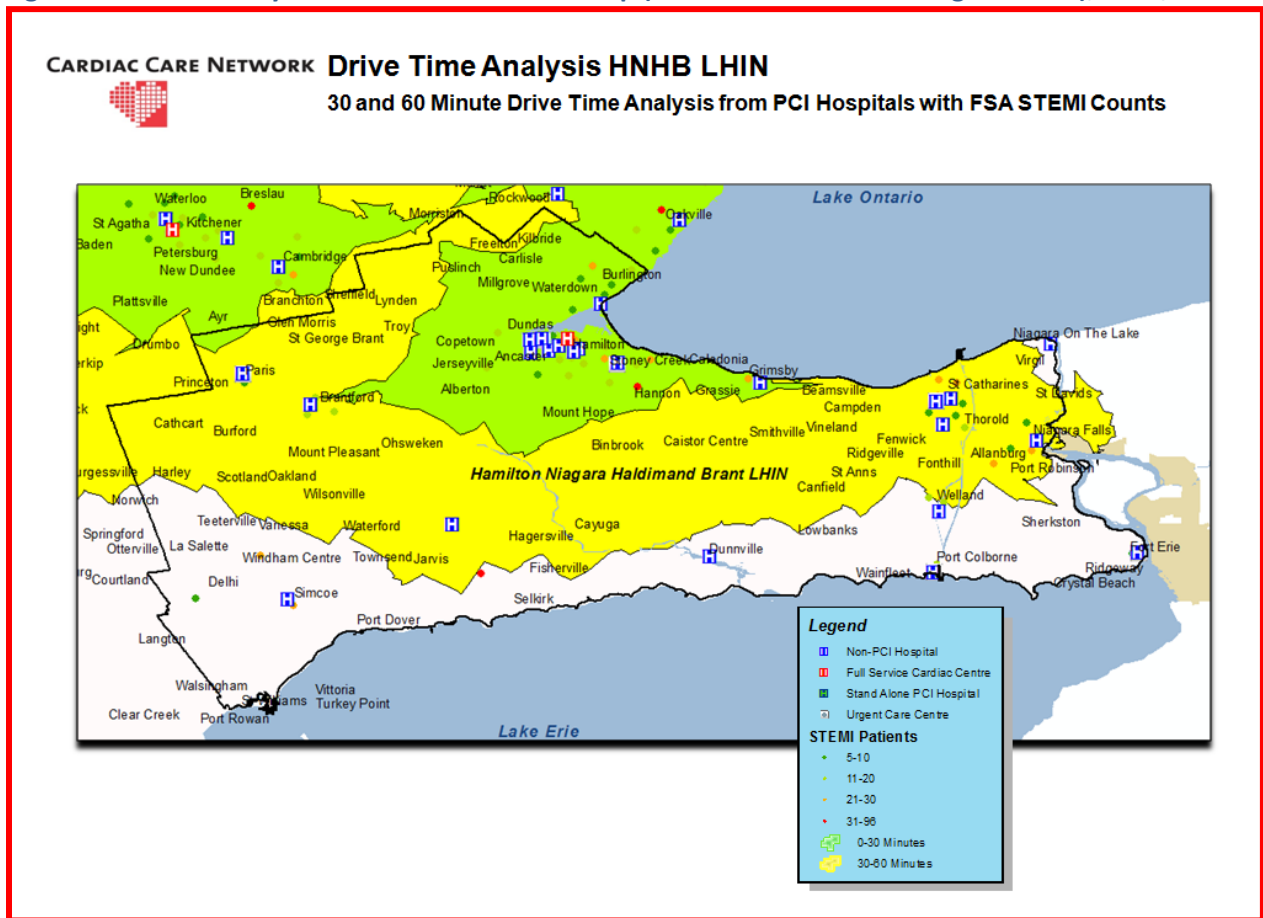 CARDIAC CARE NETWORK
Drive Time Analysis HNHB LHIN
30 and 60 Minute Drive Time Analysis from PCI Hospitals with FSA STEMI Counts
Waterloo
Breslau
Rockwood
Lake Ontario
St Agatha
Kitchener
Morriston
Oakville
Baden
Petersburg
Cambridge
Freelton
Kilbride
New Dundee
Puslinch
Carlisle
Burlington
Plattsville
Branchton
Sheffield
Lynden
Millgrove
Waterdown
Ayr
Glen Morris
Troy
Dundas
Drumbo
St George Brant
Copetown
Hamilton
Niagara On The Lake
Paris
Jerseyville
Ancaster
Stoney Creek
Caledonia
Grimsby
Virgil
Princeton
Alberton
Hannon
Grassie
Beamsville
St Catharines
St Davids
Brantford
Mount Hope
Campden
Thorold
Cathcart
Burford
Ohsweken
Binbrook
Caistor Centre
Smithville
Vineland
Fenwick
Niagara Falls
Mount Pleasant
Ridgeville
Allanburg
Harley
Scotland
Oakland
Hamilton Niagara Haldimand Brant LHIN
St Anns
Fonthill
Port Robinson
Norwich
Wilsonville
Canfield
Welland
Springford
Teeterville
Vanessa
Waterford
Cayuga
Lowbanks
Sherkston
Otterville
La Salette
Hagersville
Windham Centre
Townsend
Jarvis
Dunnville
Port Colborne
Fort Erie
Courtland
Delhi
Fisherville
Wainfleet
Ridgeway
Crystal Beach
Simcoe
Selkirk
Port Dover
Langton
Walsingham
St Williams
Vittoria
Turkey Point
Clear Creek
Port Rowan
Lake Erie
Legend
Non-PCI Hospital
Full Service Cardiac Centre
Stand Alone PCI Hospital
Urgent Care Centre
STEMI Patients
5-10
11-20
21-30
31-96
0-30 Minutes
30-60 Minutes